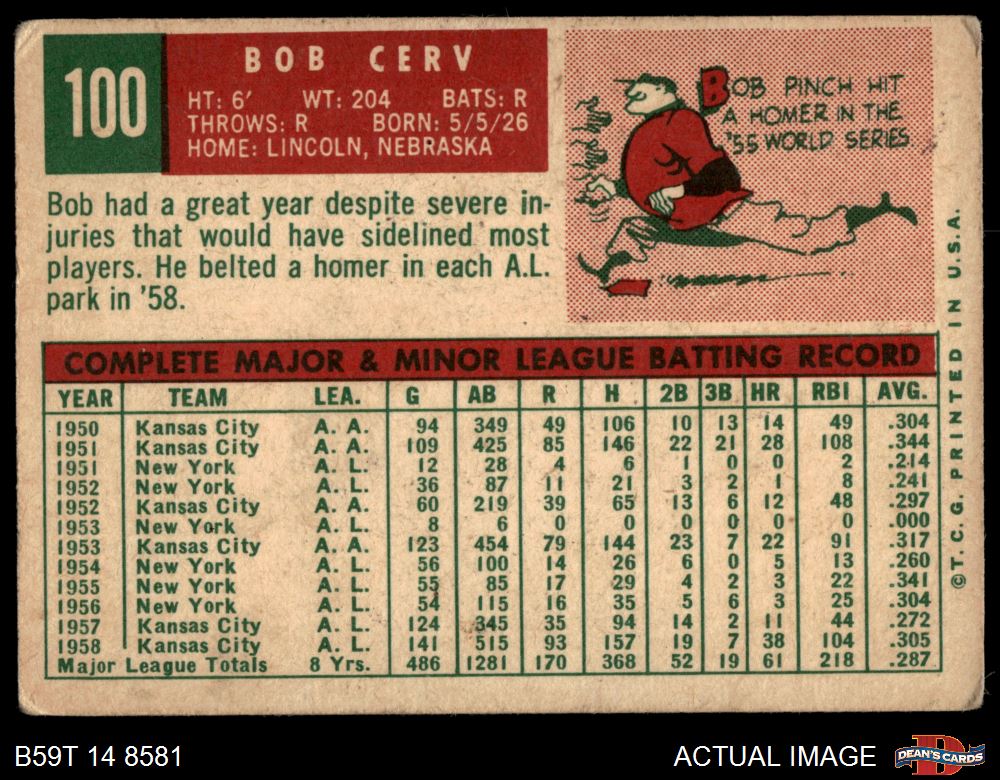 100
BOB CERV
HT: 6' WT: 204 BATS: R
THROWS: R BORN: 5/5/26
HOME: LINCOLN, NEBRASKA
BOB PINCH HIT
A HOMER IN THE
'55 WORLD SERIES
Bob had a great year despite severe in-
juries that would have sidelined most
players. He belted a homer in each A.L.
park in '58.
COMPLETE MAJOR & MINOR LEAGUE BATTING RECORD
YEAR TEAM LEA. G AB R H 2B 3B HR RBI AVG.
1950 Kansas City A. A. 94 349 49 106 10 13 14 49 .304
1951 Kansas City A. A. 109 425 85 146 22 21 28 108 .344
1951 New York A. L. 12 28 4 6 1 0 0 2 .214
1952 New York A. L. 36 87 11 21 3 2 1 8 .241
1952 Kansas City A. A. 60 219 39 65 13 6 12 48 .297
1953 New York A. L. 8 6 0 0 0 0 0 0 .000
1953 Kansas City A. A. 123 454 79 144 23 7 22 91 .317
1954 New York A. L. 56 100 14 26 6 0 5 13 .260
1955 New York A. L. 55 85 17 29 4 2 3 22 .341
1956 New York A. L. 54 115 16 35 5 6 3 25 .304
1957 Kansas City A. L. 124 345 35 94 14 2 11 44 .272
1958 Kansas City A. L. 141 515 93 157 19 7 38 104 .305
Major League Totals 8 Yrs. 486 1281 170 368 52 19 61 218 .287
©T. C. G. PRINTED IN U.S.A.
B59T 14 8581
ACTUAL IMAGE
D
DEAN'S CARDS